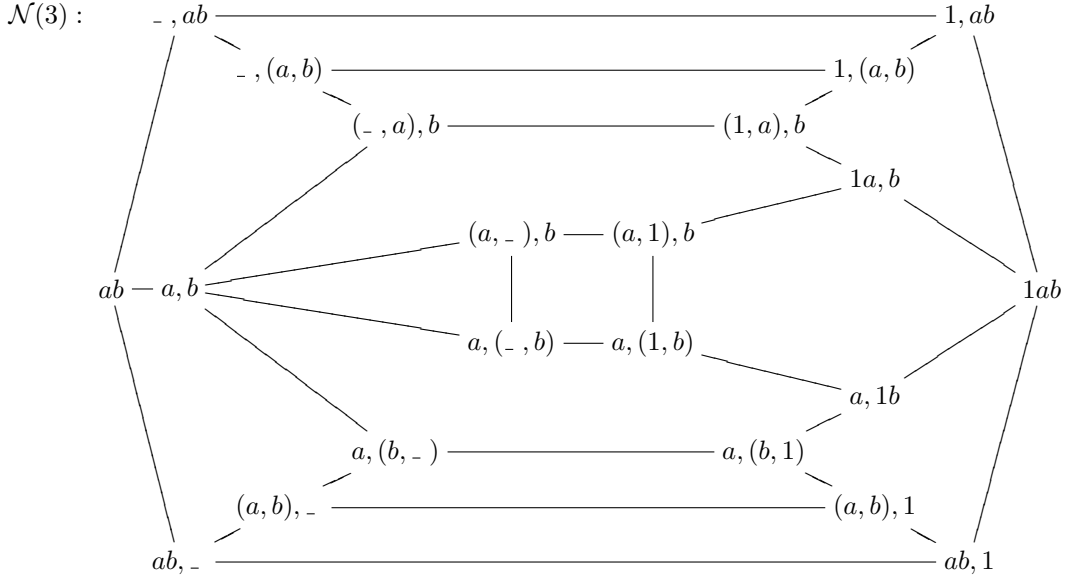 𝒩(3) : _ , ab 1, ab
_ , (a, b) 1, (a, b)
(_ , a), b (1, a), b
1a, b
(a, _ ), b (a, 1), b
ab a, b 1ab
a, (_ , b) a, (1, b)
a, 1b
a, (b, _ ) a, (b, 1)
(a, b), _ (a, b), 1
ab, _ ab, 1